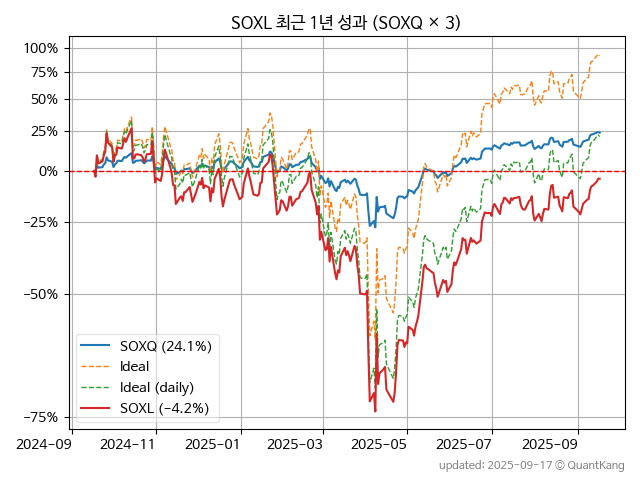 SOXL 최근 1년 성과 (SOXQ × 3)
100%
75%
50%
25%
0%
−25%
−50%
−75%
SOXQ (24.1%)
Ideal
Ideal (daily)
SOXL (−4.2%)
2024-09 2024-11 2025-01 2025-03 2025-05 2025-07 2025-09
updated: 2025-09-17 © QuantKang